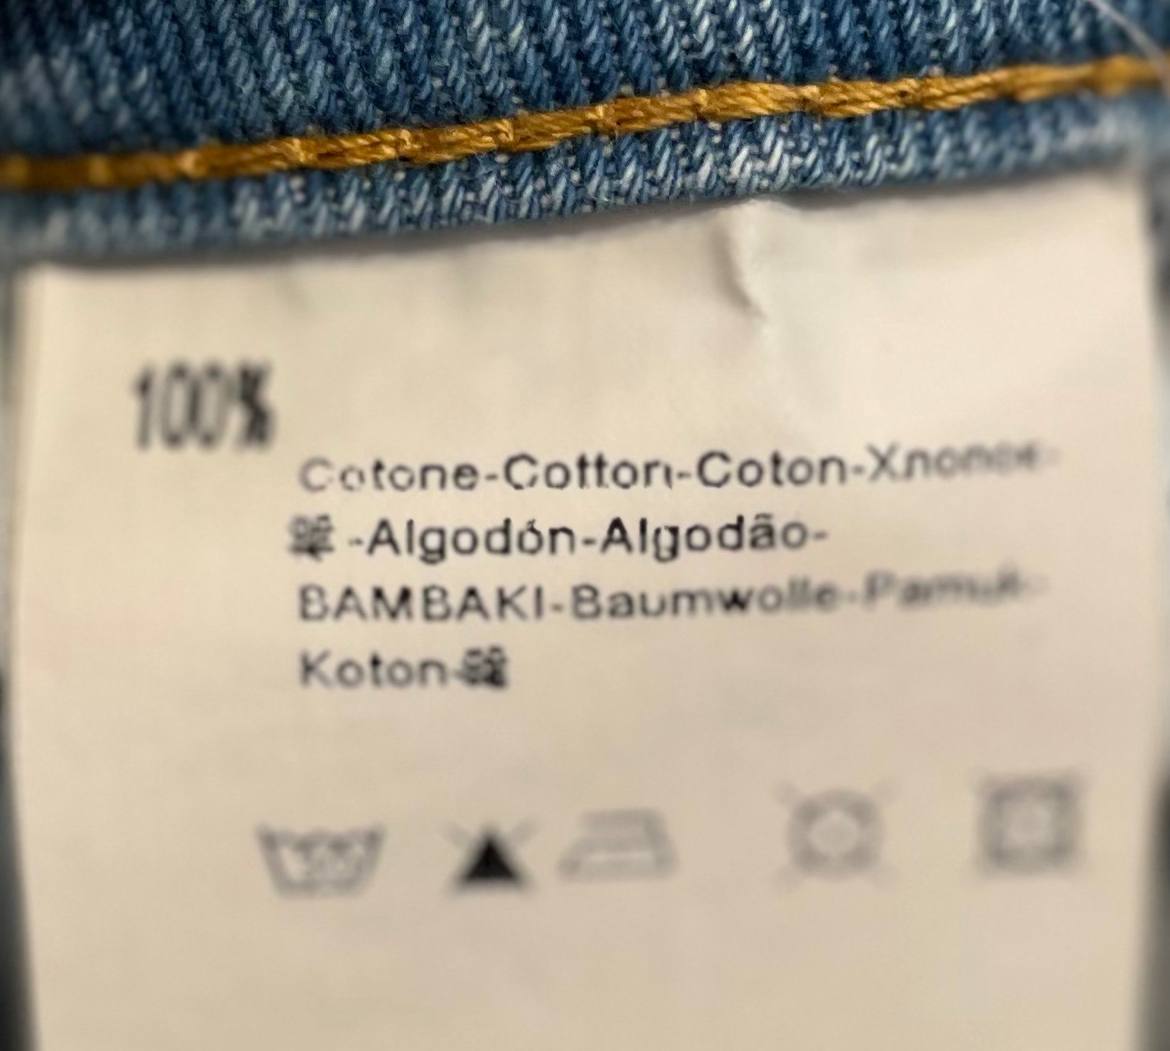 100%
Cotone-Cotton-Coton-
-Algodón-Algodão-
BAMBAKI-Baumwolle-Pamuk-
Koton-